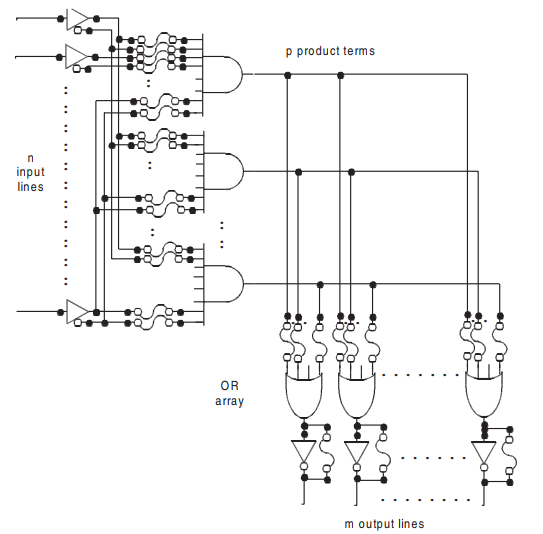 p product terms
n
input
lines
OR
array
m output lines